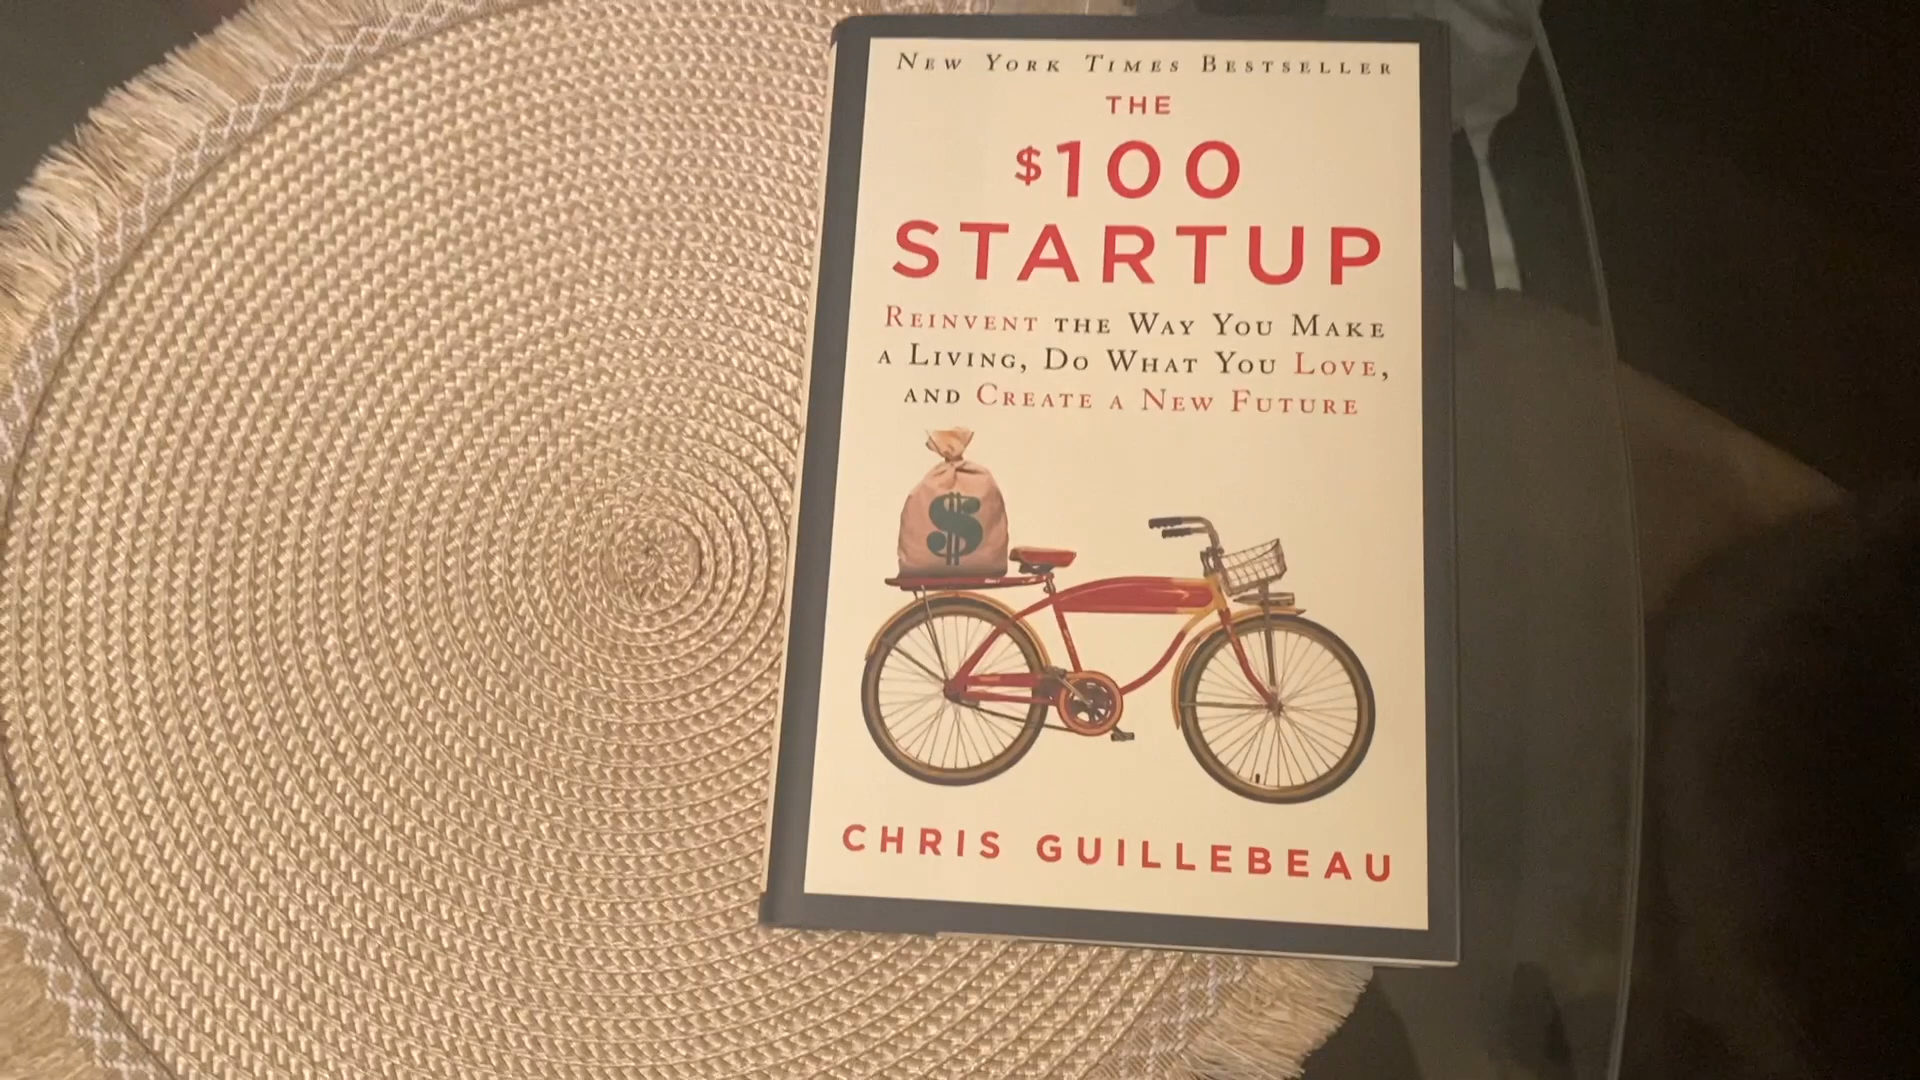 New York Times Bestseller
THE
$100
STARTUP
Reinvent the Way You Make
a Living, Do What You Love,
and Create a New Future
$
CHRIS GUILLEBEAU